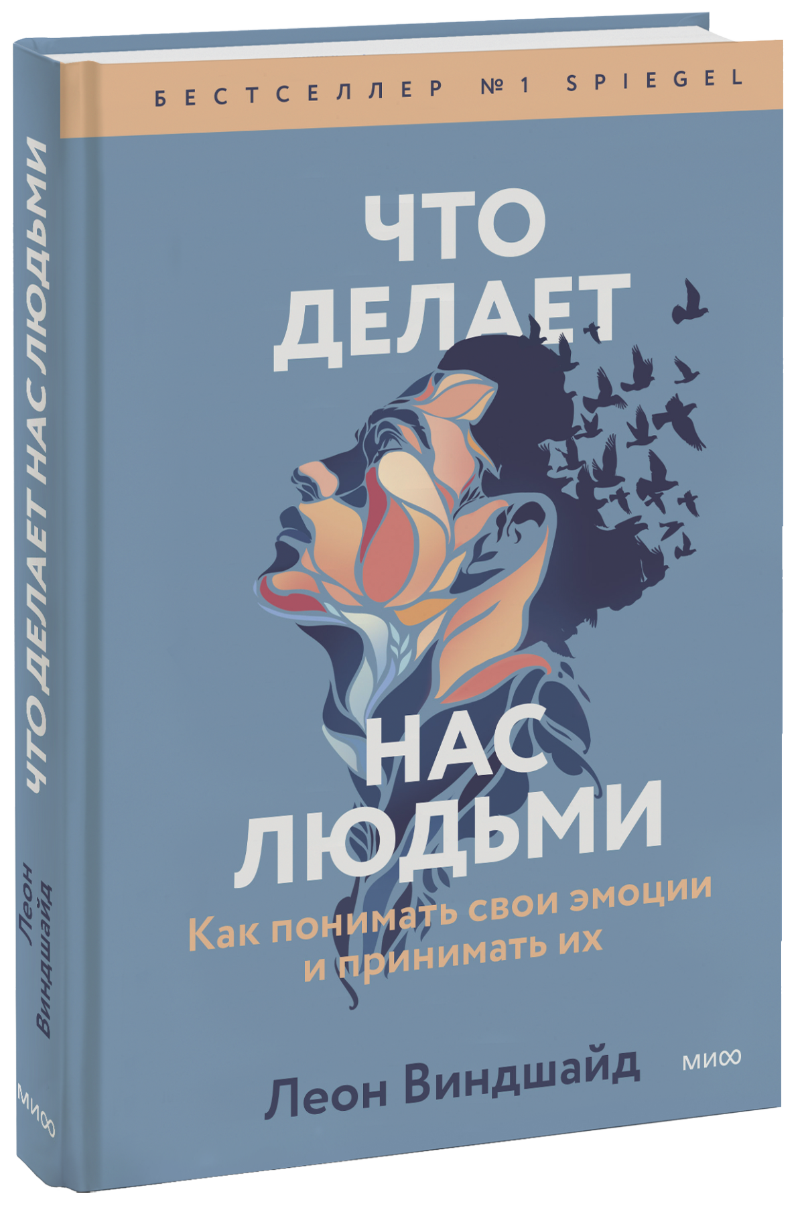 БЕСТСЕЛЛЕР №1 SPIEGEL
ЧТО
ДЕЛАЕТ
НАС
ЛЮДЬМИ
Как понимать свои эмоции
и принимать их
Леон Виндшайд
МИФ
ЧТО ДЕЛАЕТ НАС ЛЮДЬМИ
Леон
Виндшайд
МИФ